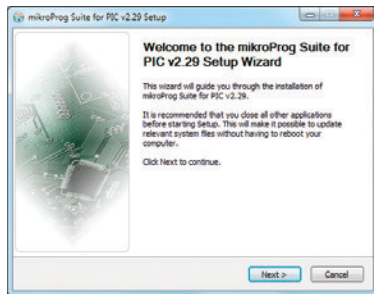 mikroProg Suite for PIC v2.29 Setup
Welcome to the mikroProg Suite for
PIC v2.29 Setup Wizard
This wizard will guide you through the installation of
mikroProg Suite for PIC v2.29.
It is recommended that you close all other applications
before starting Setup. This will make it possible to update
relevant system files without having to reboot your
computer.
Click Next to continue.
Next >
Cancel